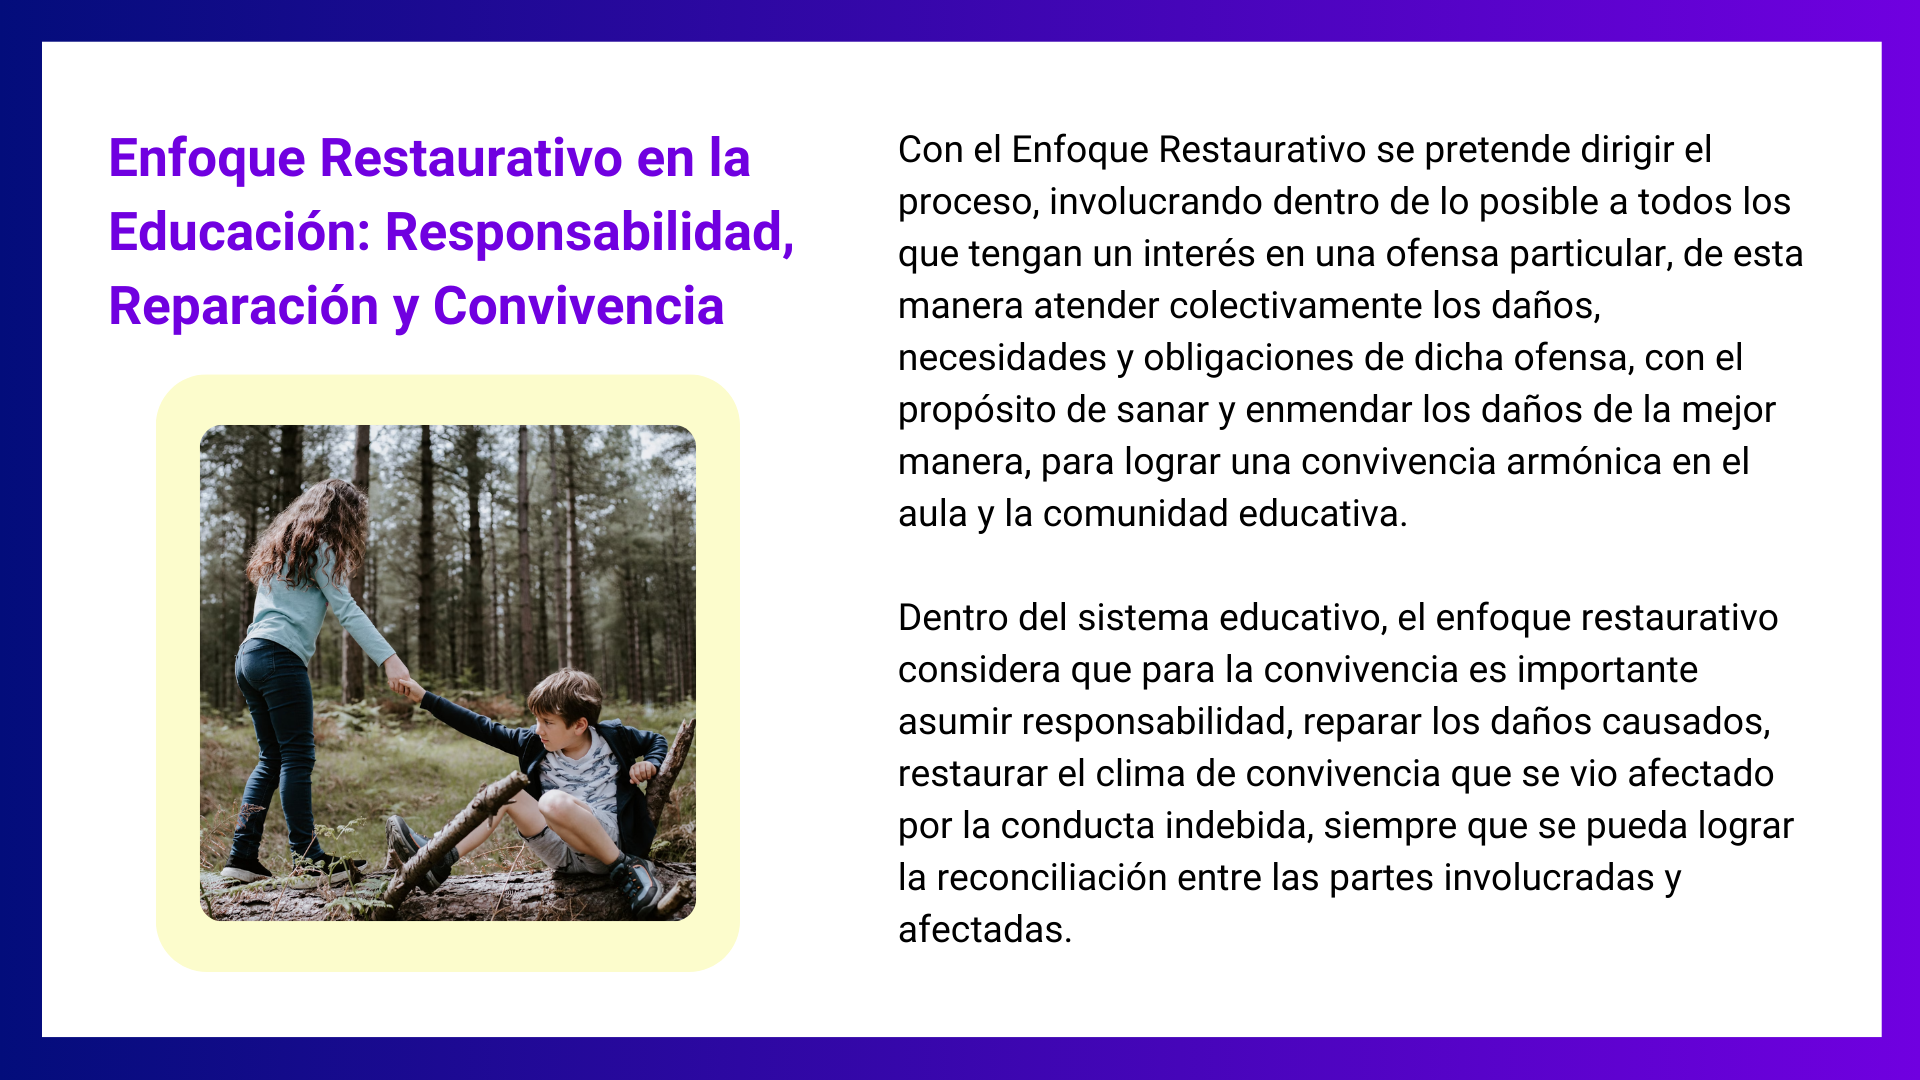 Enfoque Restaurativo en la
Educación: Responsabilidad,
Reparación y Convivencia
Con el Enfoque Restaurativo se pretende dirigir el
proceso, involucrando dentro de lo posible a todos los
que tengan un interés en una ofensa particular, de esta
manera atender colectivamente los daños,
necesidades y obligaciones de dicha ofensa, con el
propósito de sanar y enmendar los daños de la mejor
manera, para lograr una convivencia armónica en el
aula y la comunidad educativa.
Dentro del sistema educativo, el enfoque restaurativo
considera que para la convivencia es importante
asumir responsabilidad, reparar los daños causados,
restaurar el clima de convivencia que se vio afectado
por la conducta indebida, siempre que se pueda lograr
la reconciliación entre las partes involucradas y
afectadas.